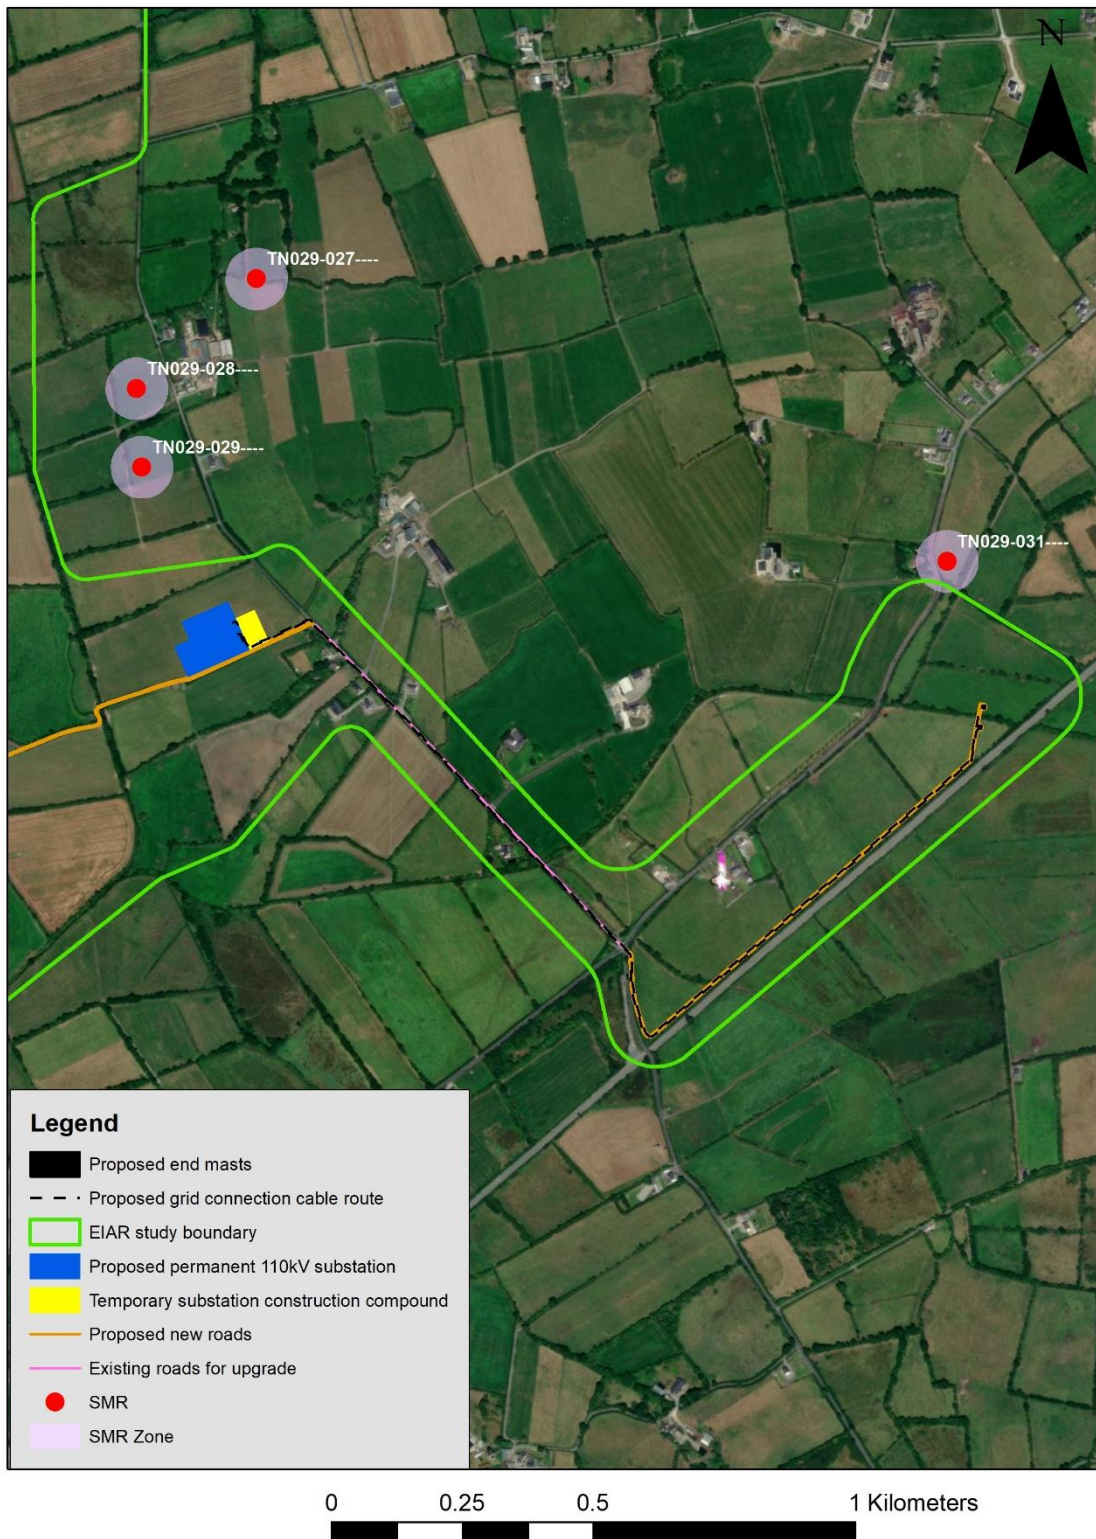 N
TN029-027----
TN029-028----
TN029-029----
TN029-031----
Legend
Proposed end masts
Proposed grid connection cable route
EIAR study boundary
Proposed permanent 110kV substation
Temporary substation construction compound
Proposed new roads
Existing roads for upgrade
SMR
SMR Zone
0 0.25 0.5 1 Kilometers